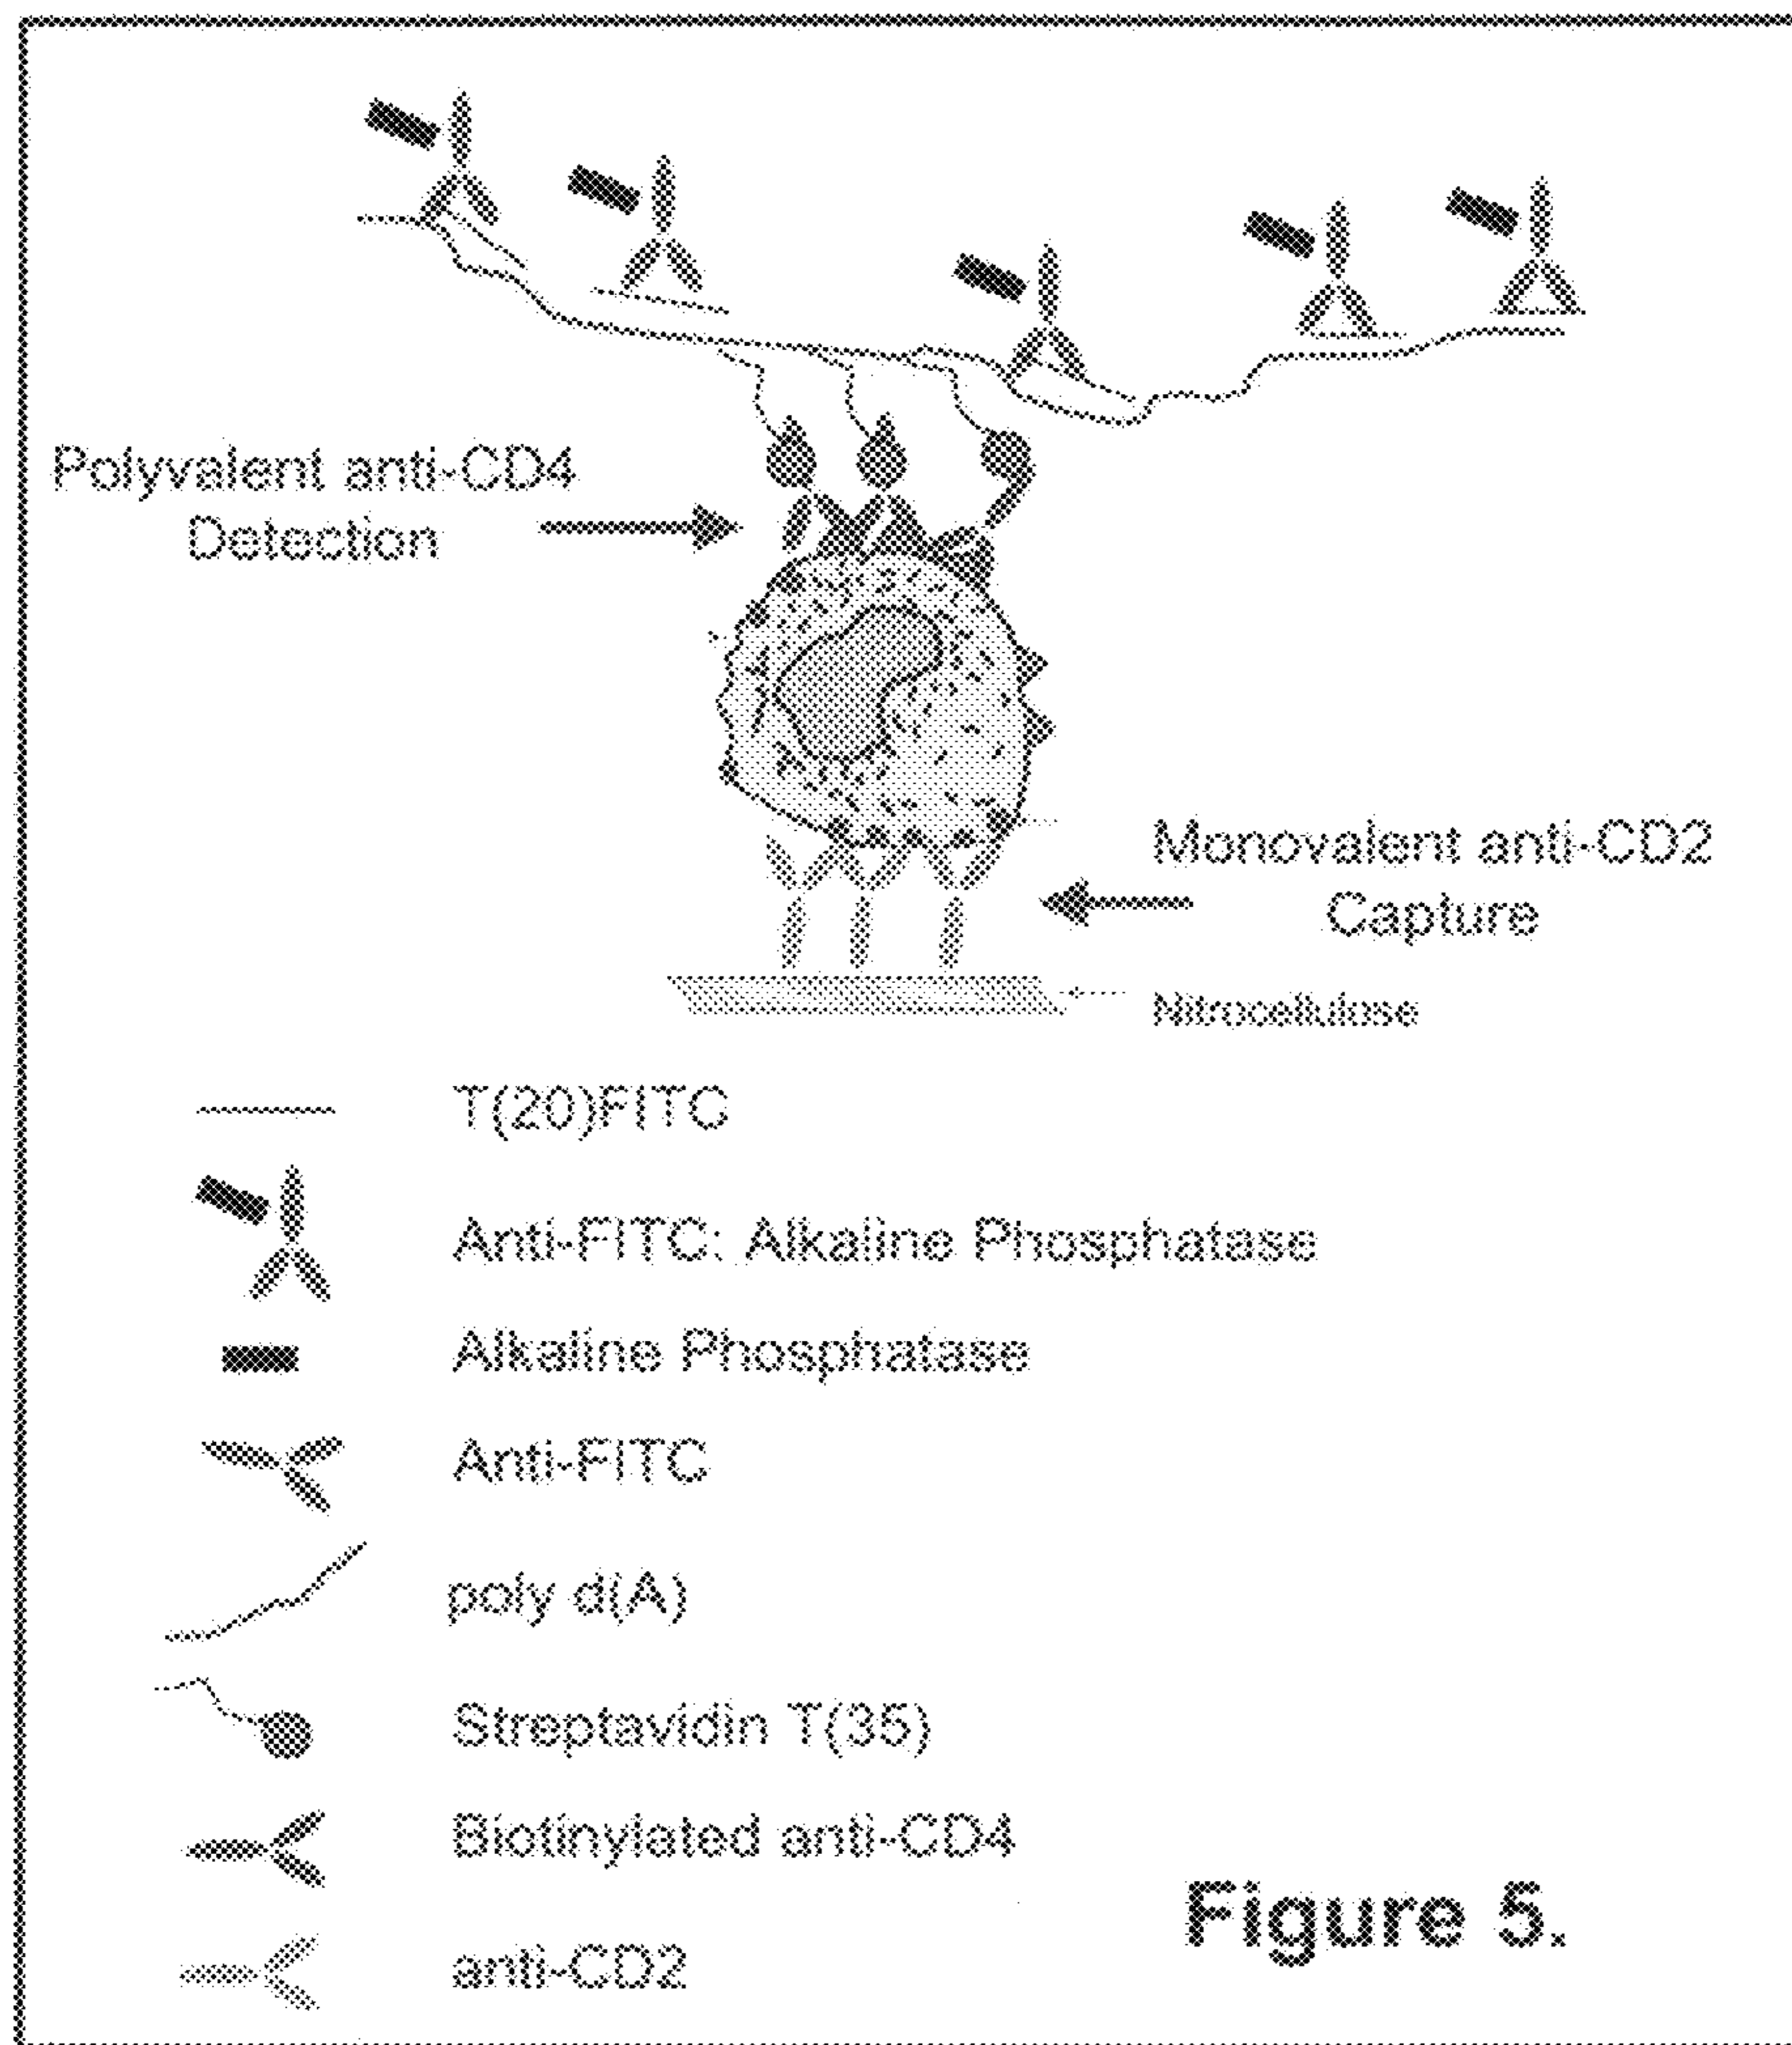 Polyvalent anti-CD4
Detection
Monovalent anti-CD2
Capture
Nitrocellulose
T(20)FITC
Anti-FITC: Alkaline Phosphatase
Alkaline Phosphatase
Anti-FITC
poly d(A)
Streptavidin T(35)
Biotinylated anti-CD4
anti-CD2
Figure 5.